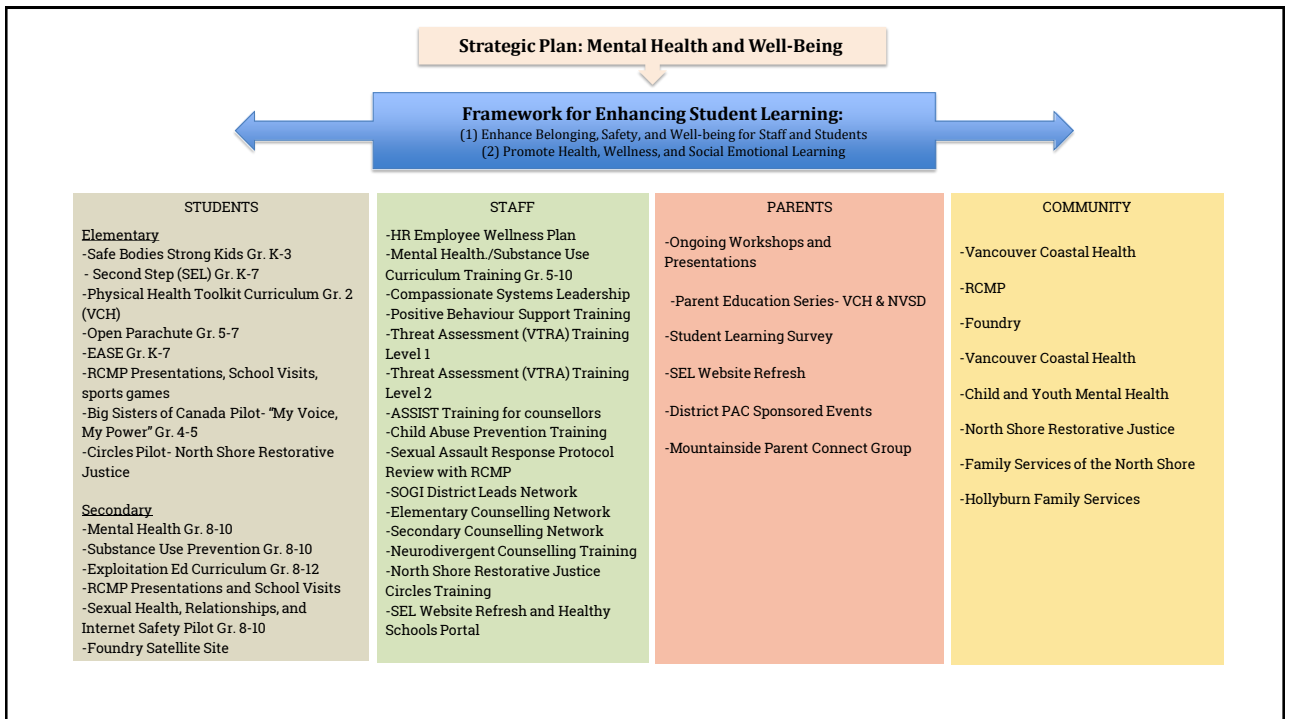 Strategic Plan: Mental Health and Well-Being
Framework for Enhancing Student Learning:
(1) Enhance Belonging, Safety, and Well-being for Staff and Students
(2) Promote Health, Wellness, and Social Emotional Learning
STUDENTS
Elementary
-Safe Bodies Strong Kids Gr. K-3
- Second Step (SEL) Gr. K-7
-Physical Health Toolkit Curriculum Gr. 2
(VCH)
-Open Parachute Gr. 5-7
-EASE Gr. K-7
-RCMP Presentations, School Visits,
sports games
-Big Sisters of Canada Pilot- “My Voice,
My Power” Gr. 4-5
-Circles Pilot- North Shore Restorative
Justice
Secondary
-Mental Health Gr. 8-10
-Substance Use Prevention Gr. 8-10
-Exploitation Ed Curriculum Gr. 8-12
-RCMP Presentations and School Visits
-Sexual Health, Relationships, and
Internet Safety Pilot Gr. 8-10
-Foundry Satellite Site
STAFF
-HR Employee Wellness Plan
-Mental Health./Substance Use
Curriculum Training Gr. 5-10
-Compassionate Systems Leadership
-Positive Behaviour Support Training
-Threat Assessment (VTRA) Training
Level 1
-Threat Assessment (VTRA) Training
Level 2
-ASSIST Training for counsellors
-Child Abuse Prevention Training
-Sexual Assault Response Protocol
Review with RCMP
-SOGI District Leads Network
-Elementary Counselling Network
-Secondary Counselling Network
-Neurodivergent Counselling Training
-North Shore Restorative Justice
Circles Training
-SEL Website Refresh and Healthy
Schools Portal
PARENTS
-Ongoing Workshops and
Presentations
-Parent Education Series- VCH & NVSD
-Student Learning Survey
-SEL Website Refresh
-District PAC Sponsored Events
-Mountainside Parent Connect Group
COMMUNITY
-Vancouver Coastal Health
-RCMP
-Foundry
-Vancouver Coastal Health
-Child and Youth Mental Health
-North Shore Restorative Justice
-Family Services of the North Shore
-Hollyburn Family Services